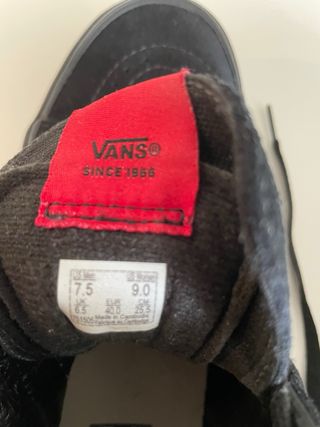 VANS®
SINCE 1966
US Men US Women
7.5 9.0
UK EUR CM
6.5 40.0 25.5
Made in Cambodia